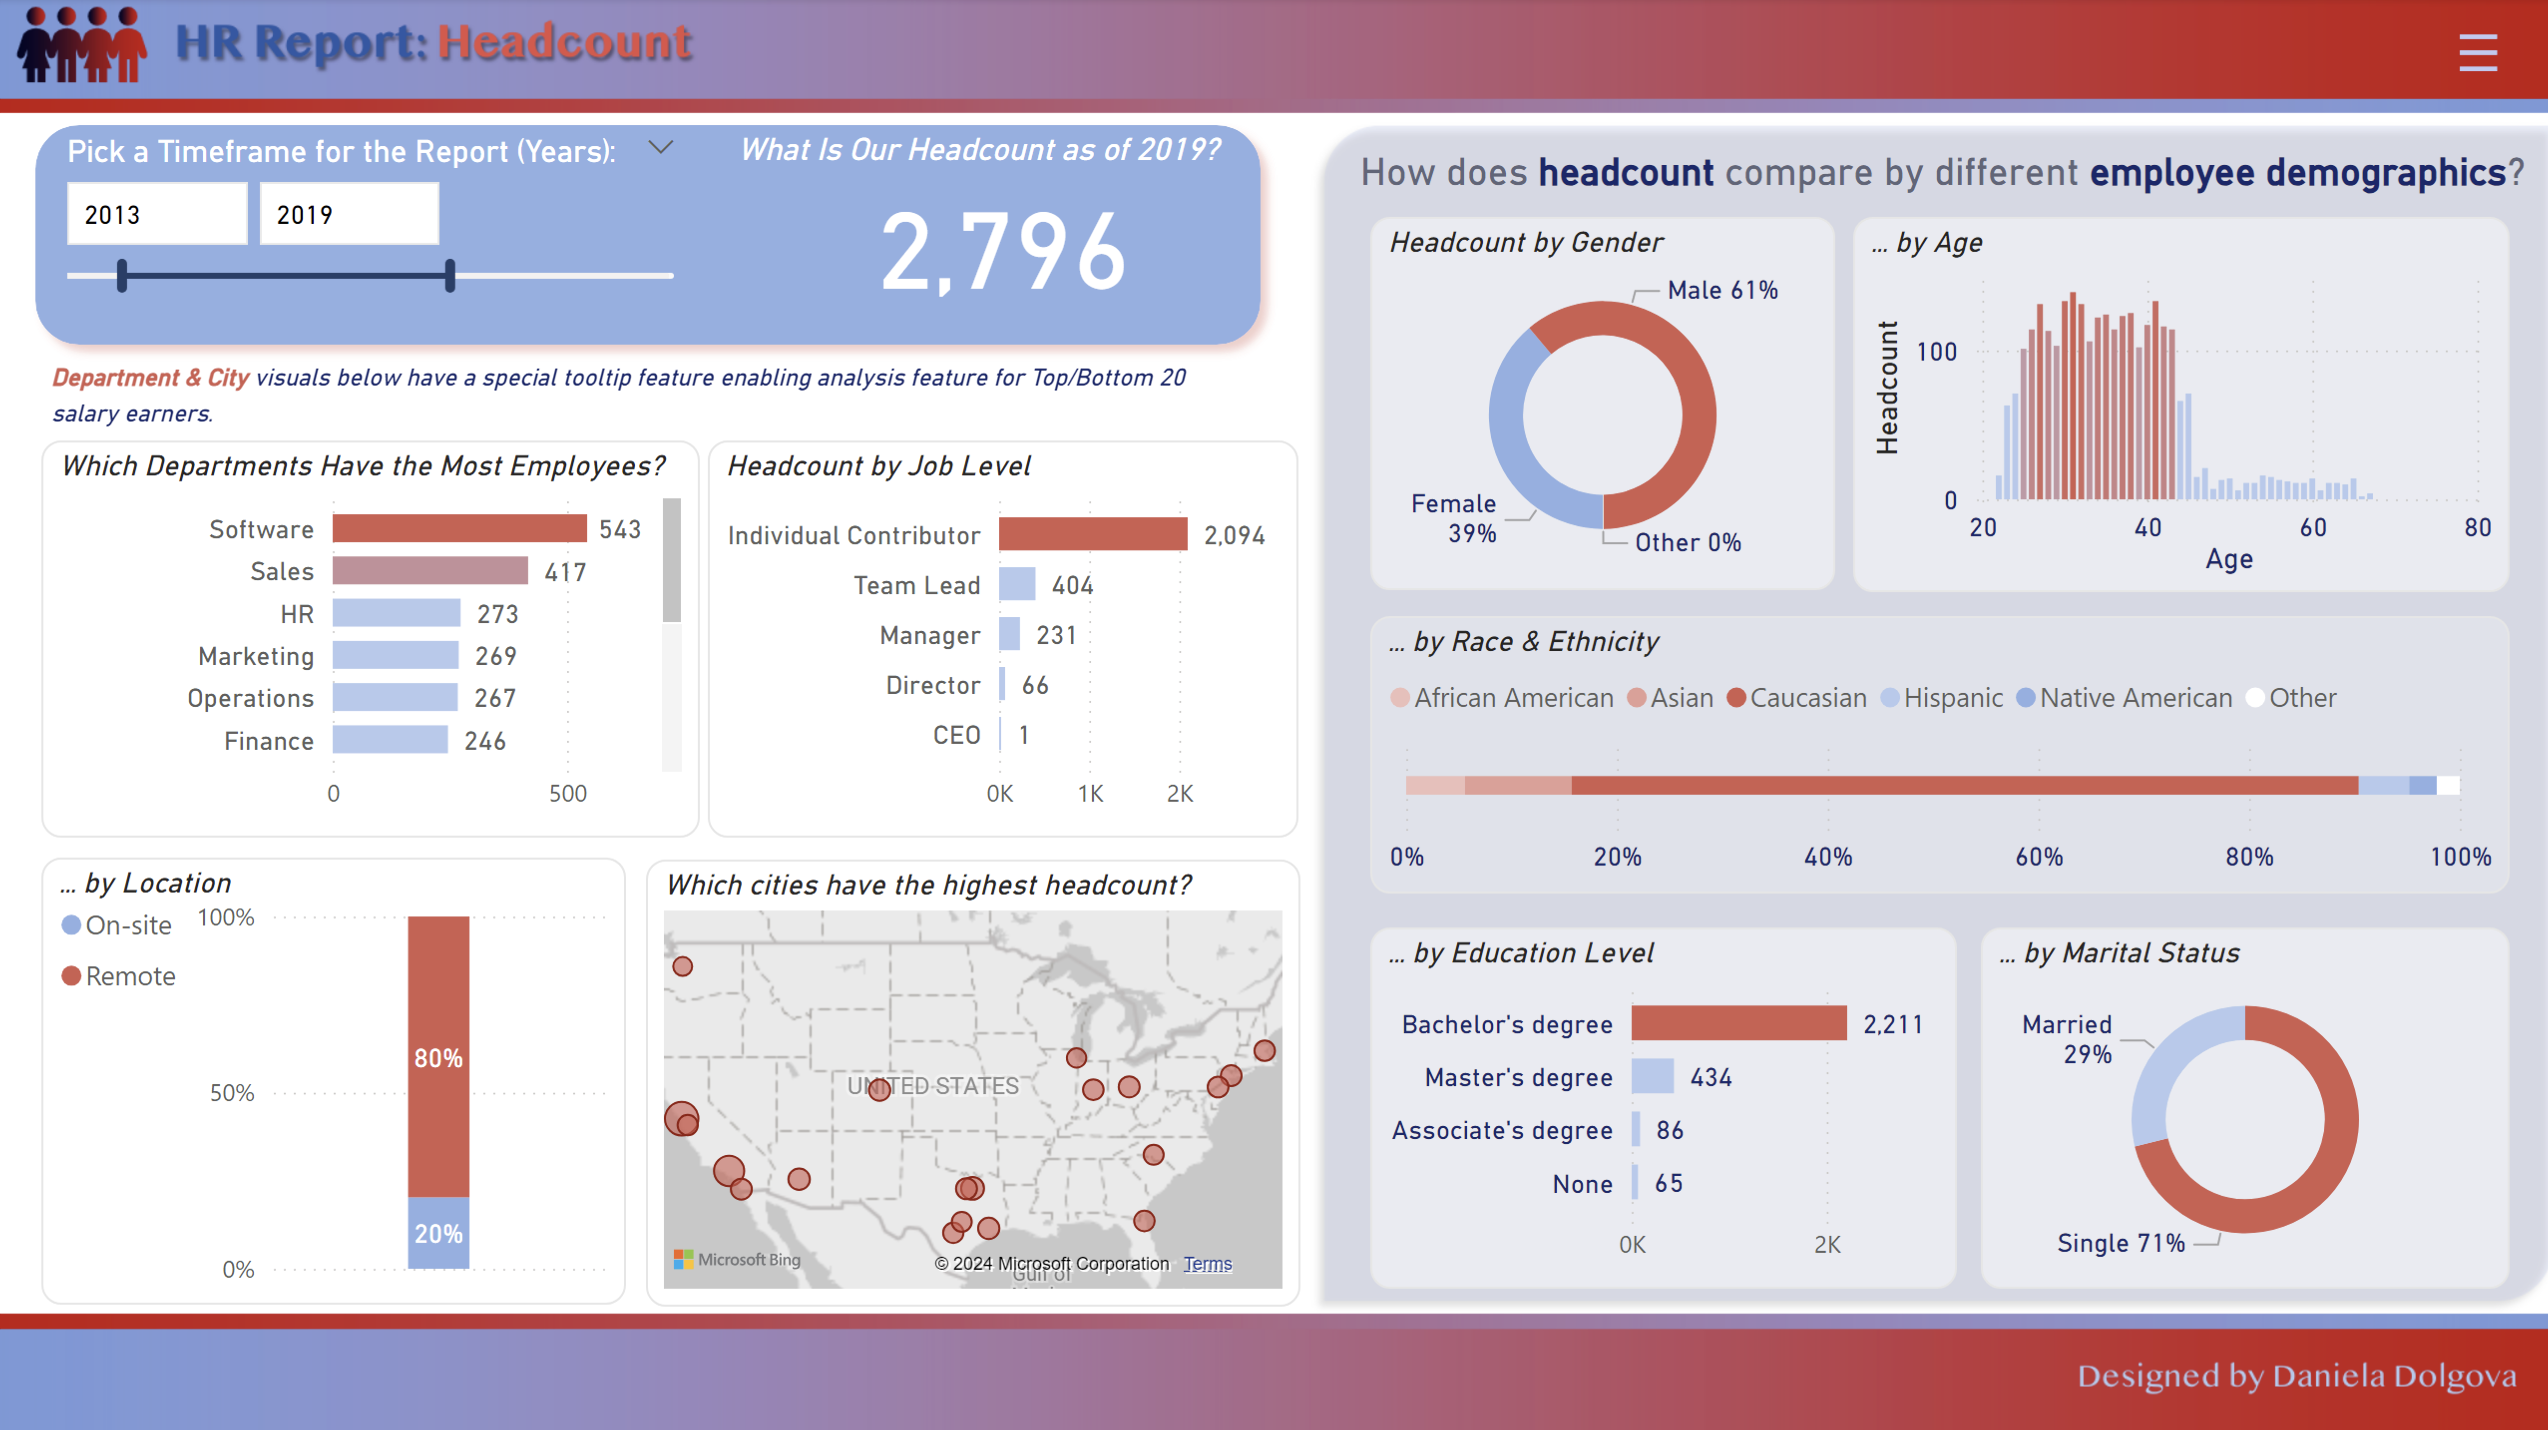 HR Report: Headcount
Pick a Timeframe for the Report (Years):
2013
2019
What Is Our Headcount as of 2019?
2,796
Department & City visuals below have a special tooltip feature enabling analysis feature for Top/Bottom 20
salary earners.
Which Departments Have the Most Employees?
Software 543
Sales 417
HR 273
Marketing 269
Operations 267
Finance 246
0 500
Headcount by Job Level
Individual Contributor 2,094
Team Lead 404
Manager 231
Director 66
CEO 1
0K 1K 2K
... by Location
On-site
Remote
100%
50%
0%
80%
20%
Which cities have the highest headcount?
UNITED STATES
Microsoft Bing
© 2024 Microsoft Corporation Terms
Gulf of
How does headcount compare by different employee demographics?
Headcount by Gender
Male 61%
Female
39%
Other 0%
... by Age
Headcount
100
0
20 40 60 80
Age
... by Race & Ethnicity
African American Asian Caucasian Hispanic Native American Other
0% 20% 40% 60% 80% 100%
... by Education Level
Bachelor's degree 2,211
Master's degree 434
Associate's degree 86
None 65
0K 2K
... by Marital Status
Married
29%
Single 71%
Designed by Daniela Dolgova